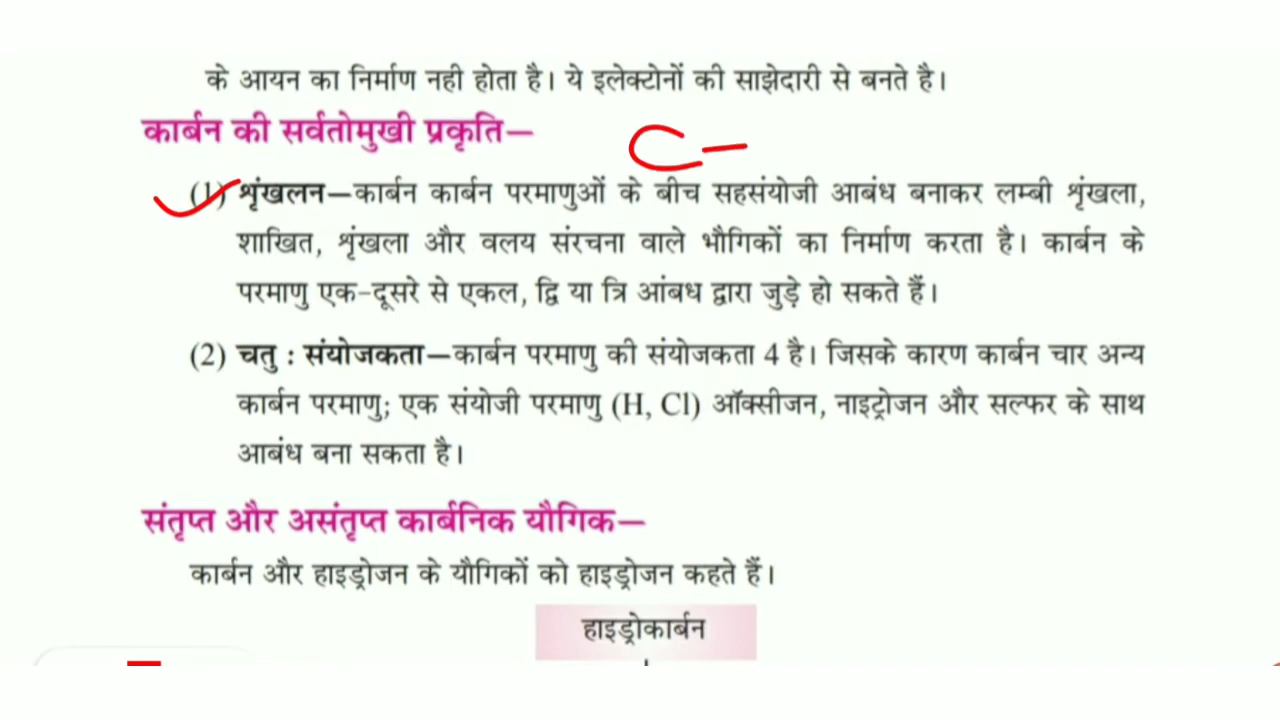 के आयन का निर्माण नही होता है। ये इलेक्टोनों की साझेदारी से बनते है।
कार्बन की सर्वतोमुखी प्रकृति—
C-
(1) शृंखलन—कार्बन कार्बन परमाणुओं के बीच सहसंयोजी आबंध बनाकर लम्बी शृंखला,
शाखित, शृंखला और वलय संरचना वाले भौगिकों का निर्माण करता है। कार्बन के
परमाणु एक-दूसरे से एकल, द्वि या त्रि आंबध द्वारा जुड़े हो सकते हैं।
(2) चतु : संयोजकता—कार्बन परमाणु की संयोजकता 4 है। जिसके कारण कार्बन चार अन्य
कार्बन परमाणु; एक संयोजी परमाणु (H, Cl) ऑक्सीजन, नाइट्रोजन और सल्फर के साथ
आबंध बना सकता है।
संतृप्त और असंतृप्त कार्बनिक यौगिक—
कार्बन और हाइड्रोजन के यौगिकों को हाइड्रोजन कहते हैं।
हाइड्रोकार्बन